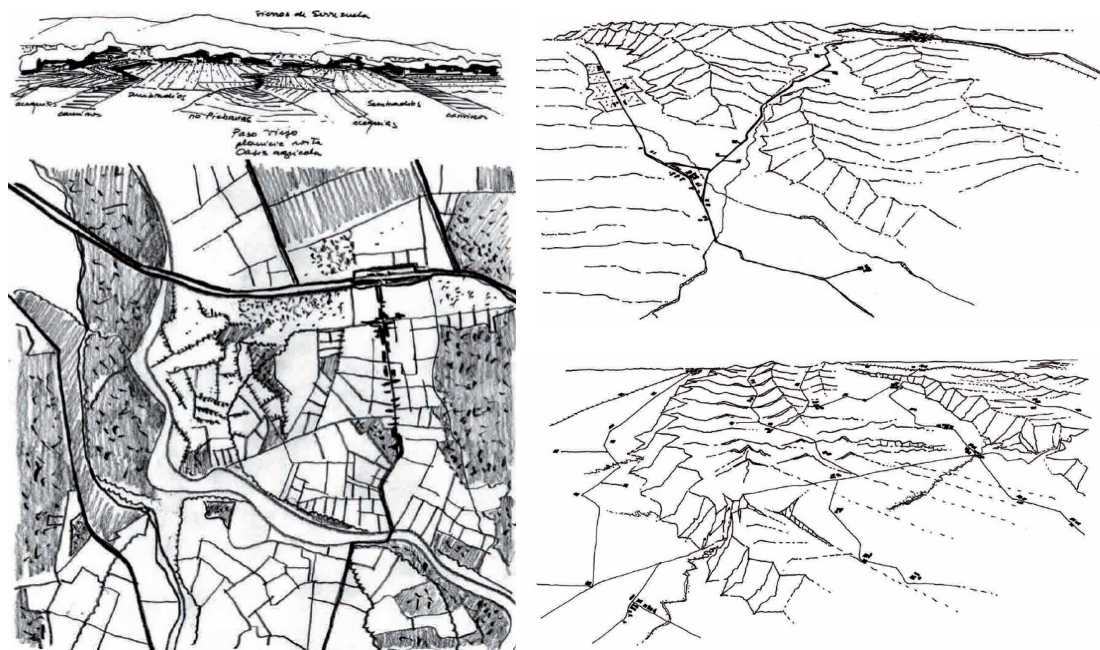 Sierras de Serrezuela
acequias
caminos
sembradíos
río Pichanas
Sembradíos
acequias
caminos
Paso Viejo
planicie norte
Oasis agrícola